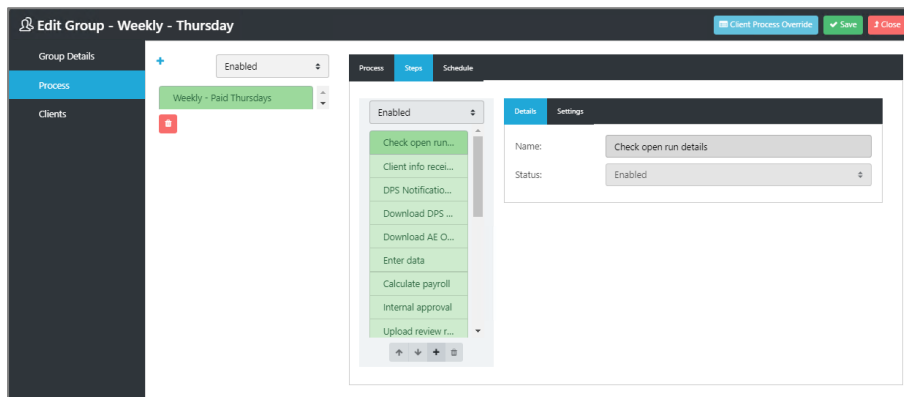 Edit Group - Weekly - Thursday
Client Process Override
Save
Close
Group Details
Process
Clients
Enabled
Weekly - Paid Thursdays
Process
Steps
Schedule
Enabled
Check open run...
Client info recei...
DPS Notificatio...
Download DPS ...
Download AE O...
Enter data
Calculate payroll
Internal approval
Upload review r...
Details
Settings
Name:
Check open run details
Status:
Enabled